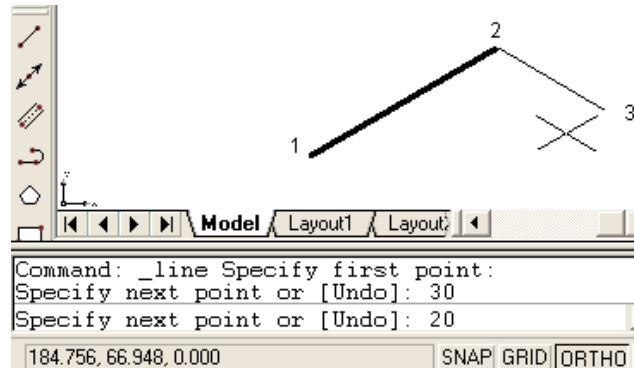 2
3
1
Model Layout1 Layout
Command: _line Specify first point:
Specify next point or [Undo]: 30
Specify next point or [Undo]: 20
184.756, 66.948, 0.000 SNAP GRID ORTHO